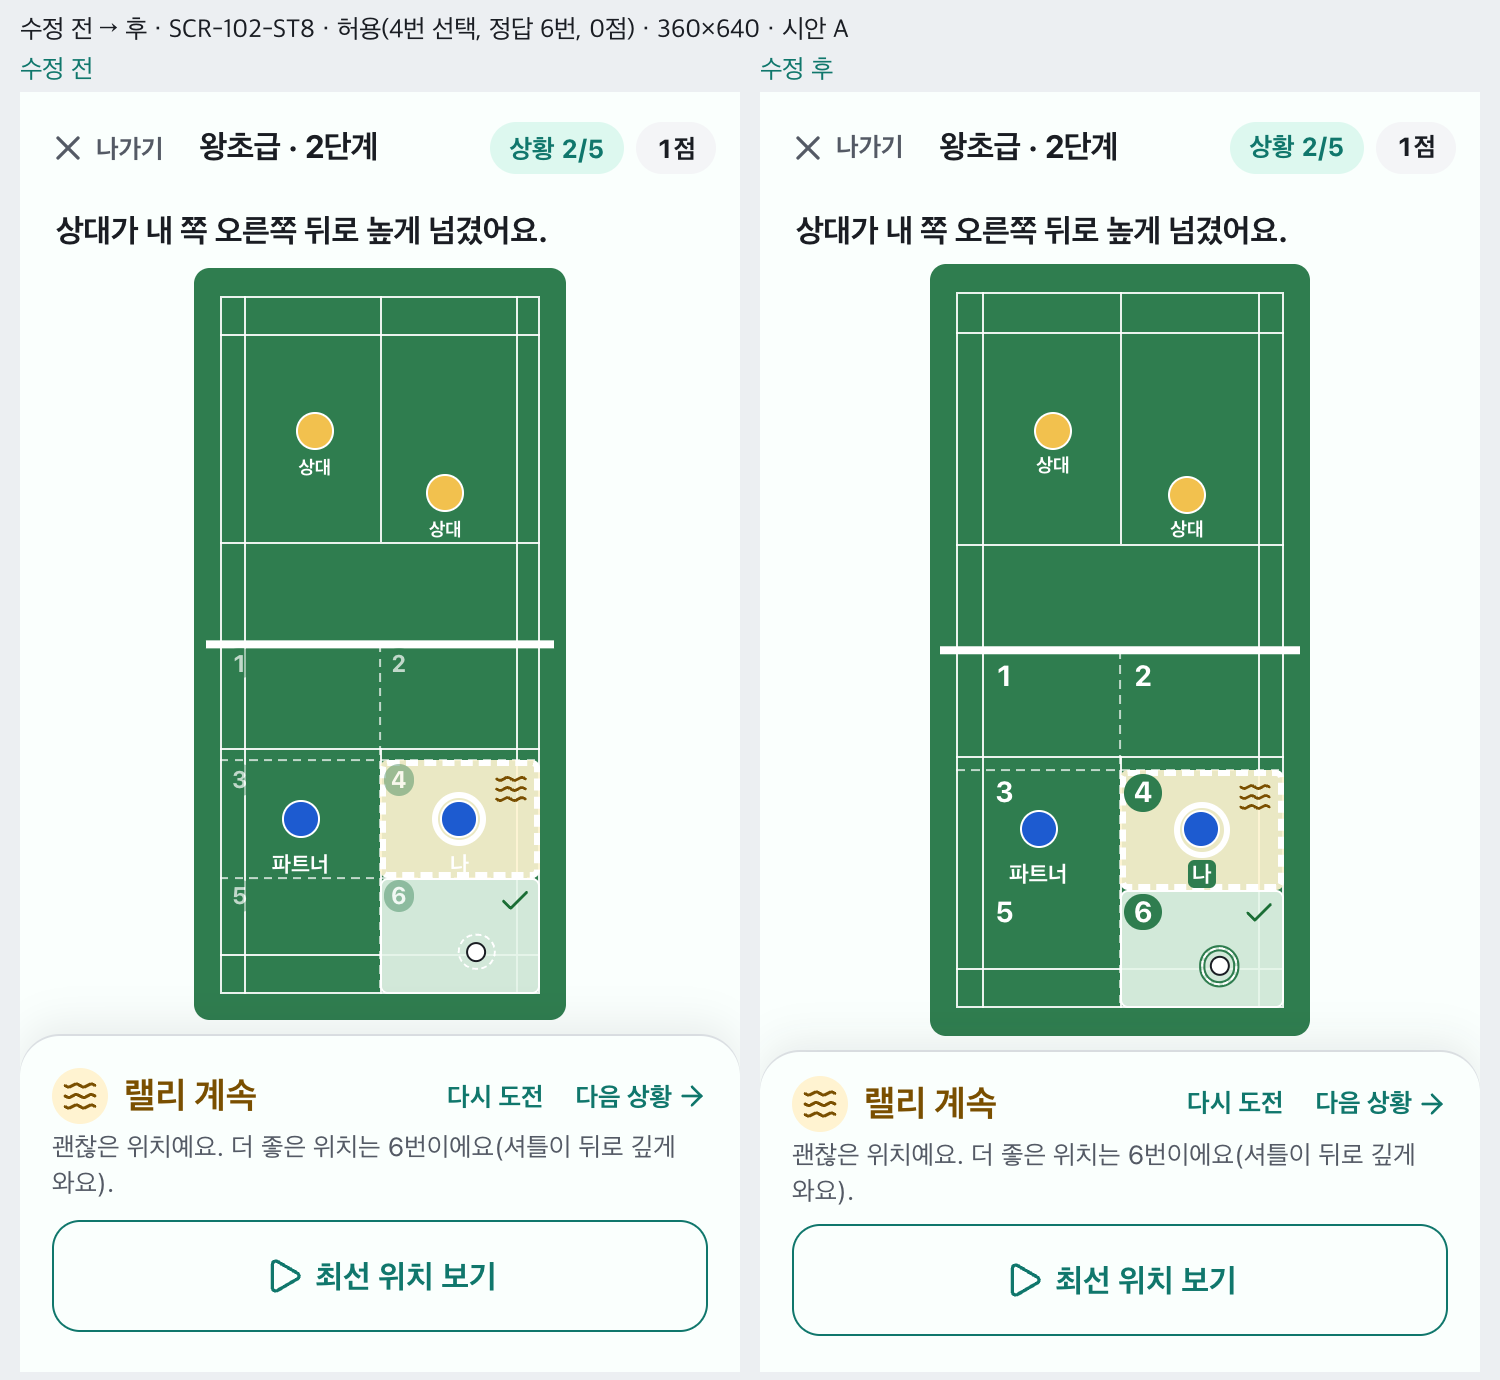 수정 전 → 후 · SCR-102-ST8 · 허용(4번 선택, 정답 6번, 0점) · 360×640 · 시안 A
수정 전
나가기
왕초급 · 2단계
상황 2/5
1점
상대가 내 쪽 오른쪽 뒤로 높게 넘겼어요.
상대
상대
1
2
3
4
파트너
나
5
6
랠리 계속
다시 도전
다음 상황 →
괜찮은 위치예요. 더 좋은 위치는 6번이에요(셔틀이 뒤로 깊게
와요).
최선 위치 보기
수정 후
나가기
왕초급 · 2단계
상황 2/5
1점
상대가 내 쪽 오른쪽 뒤로 높게 넘겼어요.
상대
상대
1
2
3
4
파트너
나
5
6
랠리 계속
다시 도전
다음 상황 →
괜찮은 위치예요. 더 좋은 위치는 6번이에요(셔틀이 뒤로 깊게
와요).
최선 위치 보기